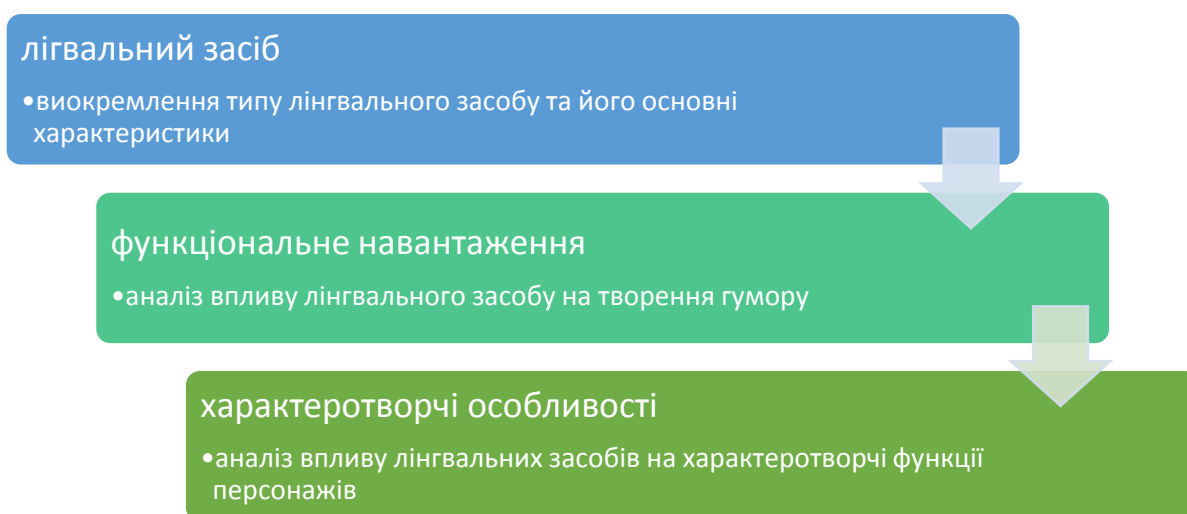 лігвальний засіб
•виокремлення типу лінгвального засобу та його основні
характеристики
функціональне навантаження
•аналіз впливу лінгвального засобу на творення гумору
характеротворчі особливості
•аналіз впливу лінгвальних засобів на характеротворчі функції
персонажів